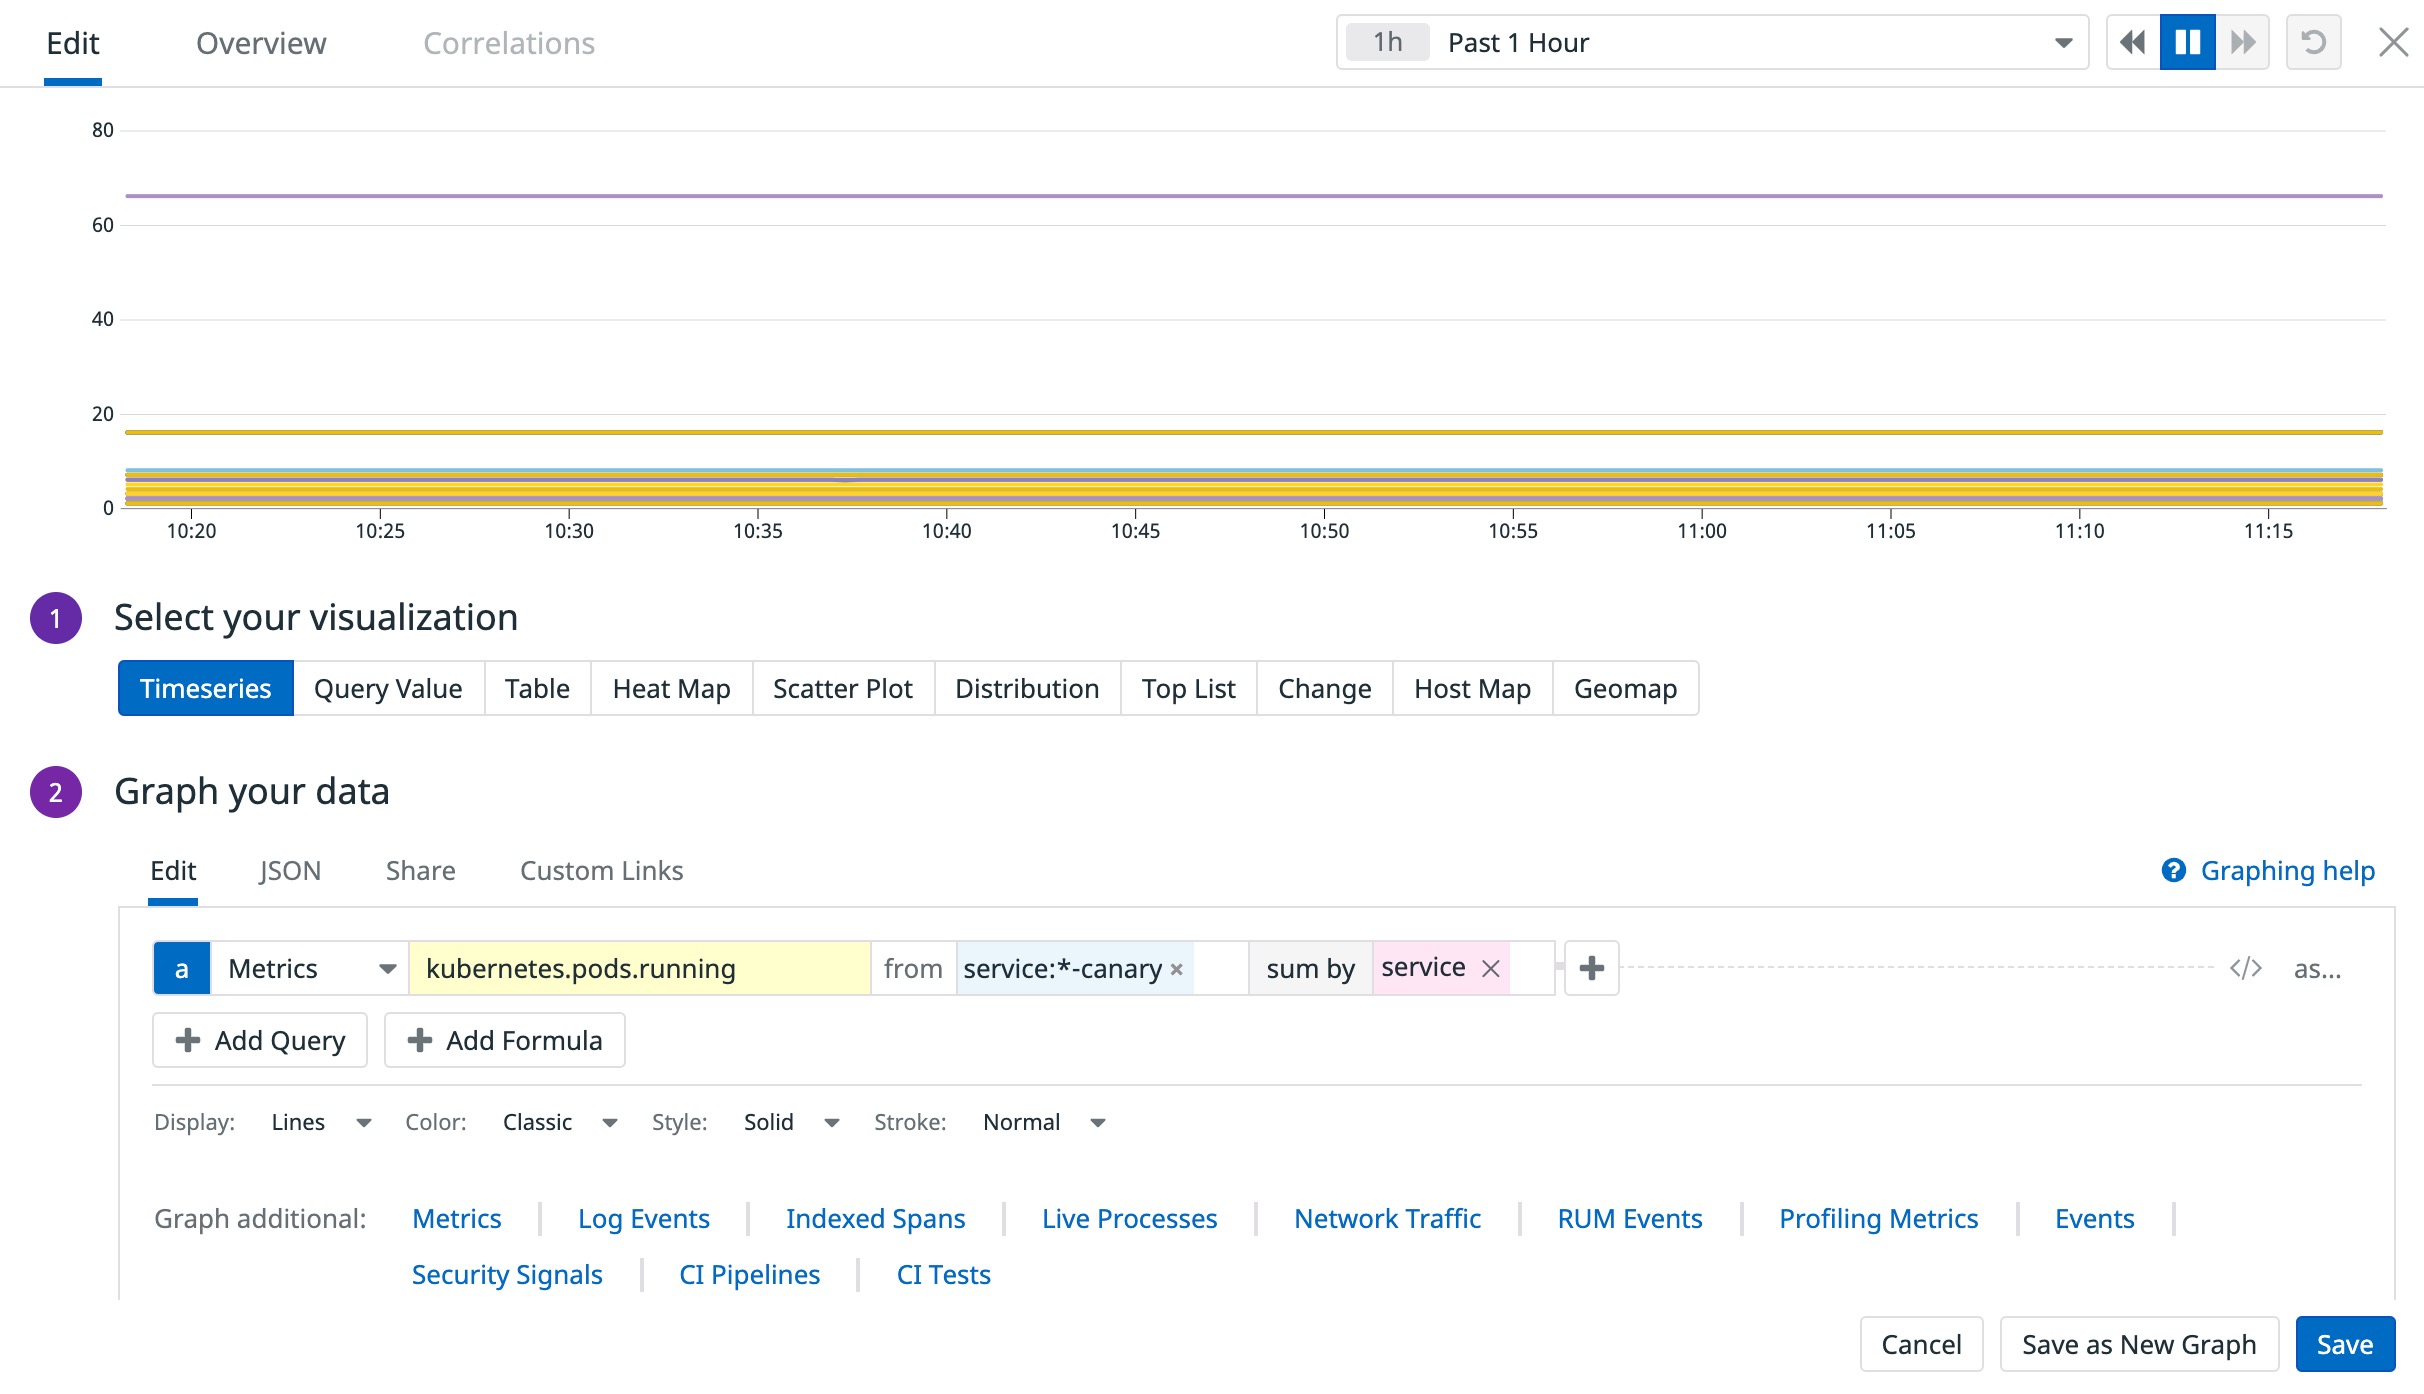 Edit Overview Correlations 1h Past 1 Hour
80
60
40
20
0
10:20 10:25 10:30 10:35 10:40 10:45 10:50 10:55 11:00 11:05 11:10 11:15
1 Select your visualization
Timeseries Query Value Table Heat Map Scatter Plot Distribution Top List Change Host Map Geomap
2 Graph your data
Edit JSON Share Custom Links ? Graphing help
a Metrics kubernetes.pods.running from service:*-canary × sum by service × + </> as...
+ Add Query + Add Formula
Display: Lines Color: Classic Style: Solid Stroke: Normal
Graph additional: Metrics | Log Events | Indexed Spans | Live Processes | Network Traffic | RUM Events | Profiling Metrics | Events |
Security Signals | CI Pipelines | CI Tests
Cancel Save as New Graph Save